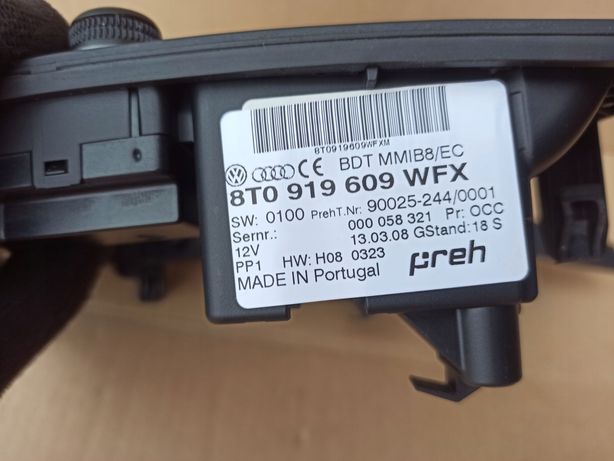 8T0919609WFXM
CE BDT MMIB8/EC
8T0 919 609 WFX
SW: 0100 PrehT.Nr: 90025-244/0001
Sernr.: 000 058 321 Pr: OCC
12V 13.03.08 GStand: 18 S
PP1 HW: H08 0323
MADE IN Portugal preh